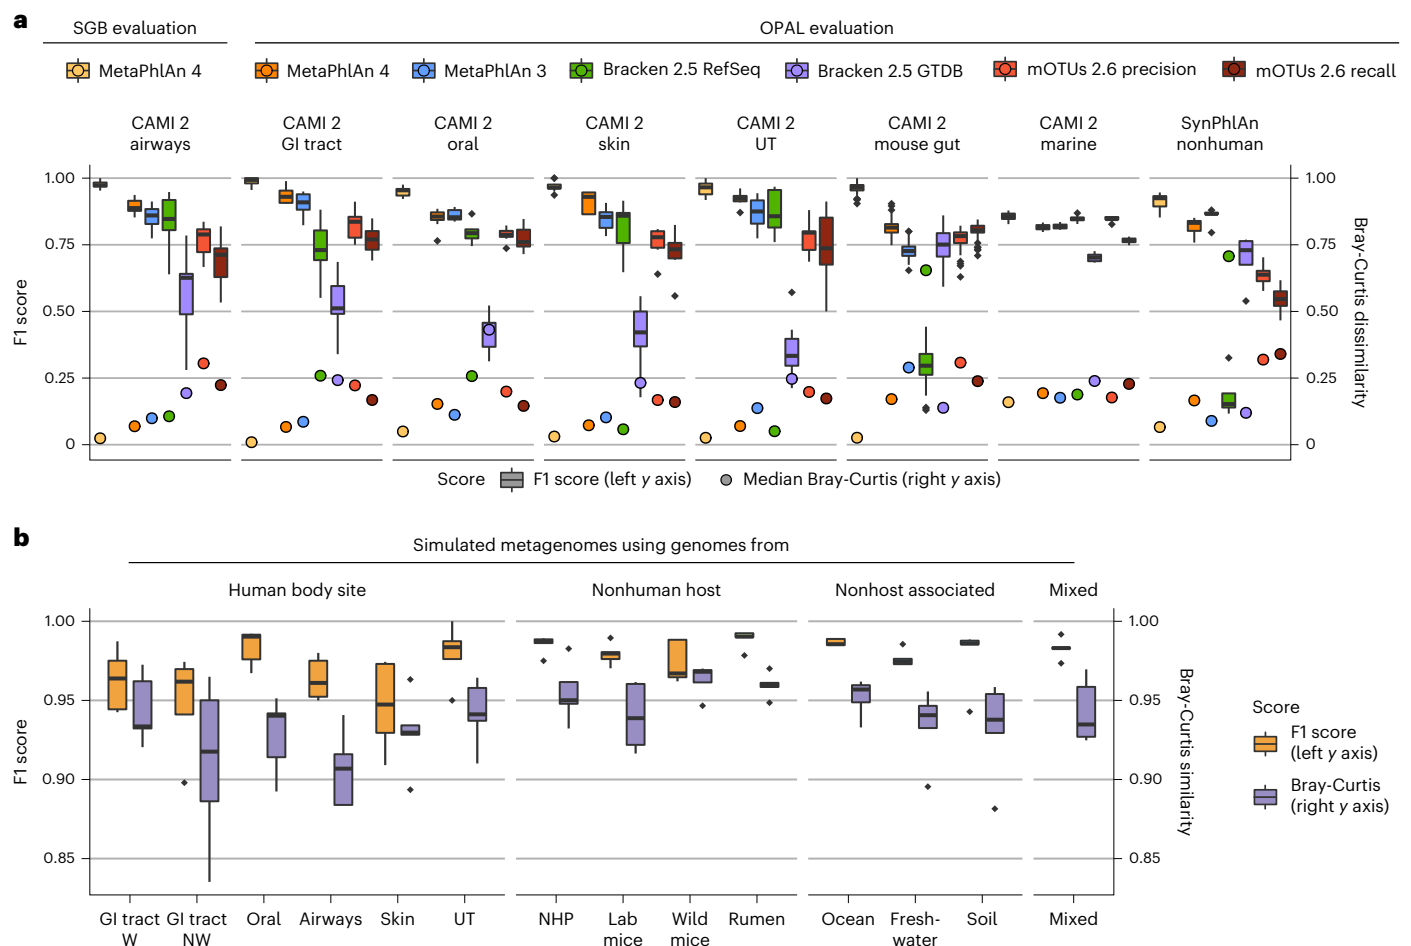 a
SGB evaluation
OPAL evaluation
MetaPhlAn 4
MetaPhlAn 4
MetaPhlAn 3
Bracken 2.5 RefSeq
Bracken 2.5 GTDB
mOTUs 2.6 precision
mOTUs 2.6 recall
CAMI 2
airways
CAMI 2
GI tract
CAMI 2
oral
CAMI 2
skin
CAMI 2
UT
CAMI 2
mouse gut
CAMI 2
marine
SynPhlAn
nonhuman
F1 score
1.00
0.75
0.50
0.25
0
1.00
0.75
0.50
0.25
0
Bray–Curtis dissimilarity
Score
F1 score (left y axis)
Median Bray–Curtis (right y axis)
b
Simulated metagenomes using genomes from
Human body site
Nonhuman host
Nonhost associated
Mixed
F1 score
1.00
0.95
0.90
0.85
1.00
0.95
0.90
0.85
Bray–Curtis similarity
Score
F1 score
(left y axis)
Bray–Curtis
(right y axis)
GI tract
W
GI tract
NW
Oral
Airways
Skin
UT
NHP
Lab
mice
Wild
mice
Rumen
Ocean
Fresh-
water
Soil
Mixed